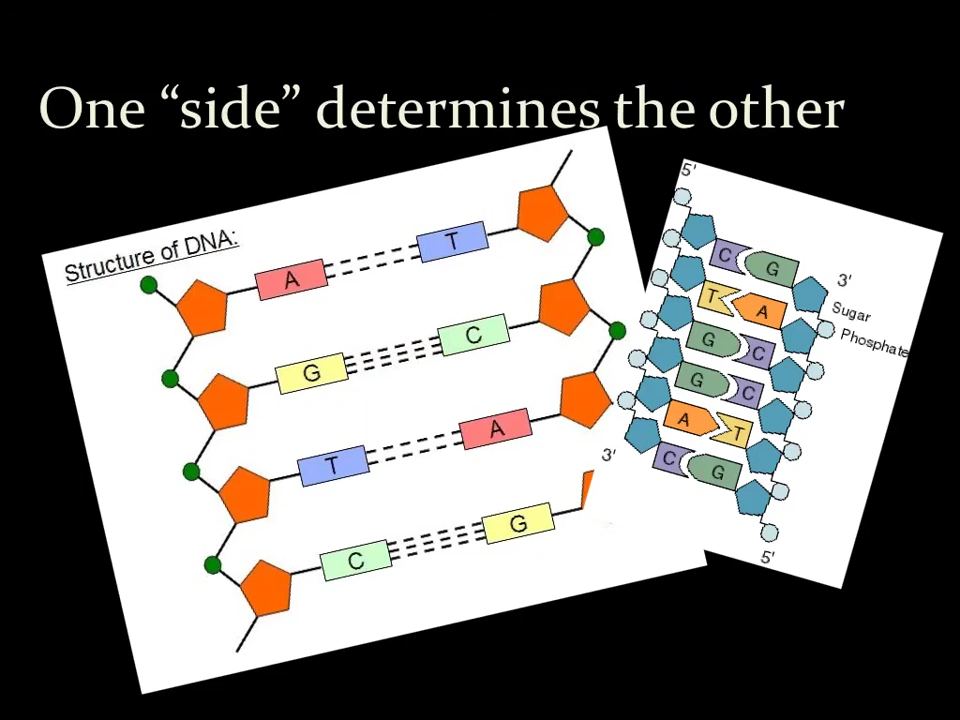 One “side” determines the other
Structure of DNA:
A T
G C
T A
C G
5'
C G
3'
T A
Sugar
Phosphate
G C
G C
A T
3'
C G
5'